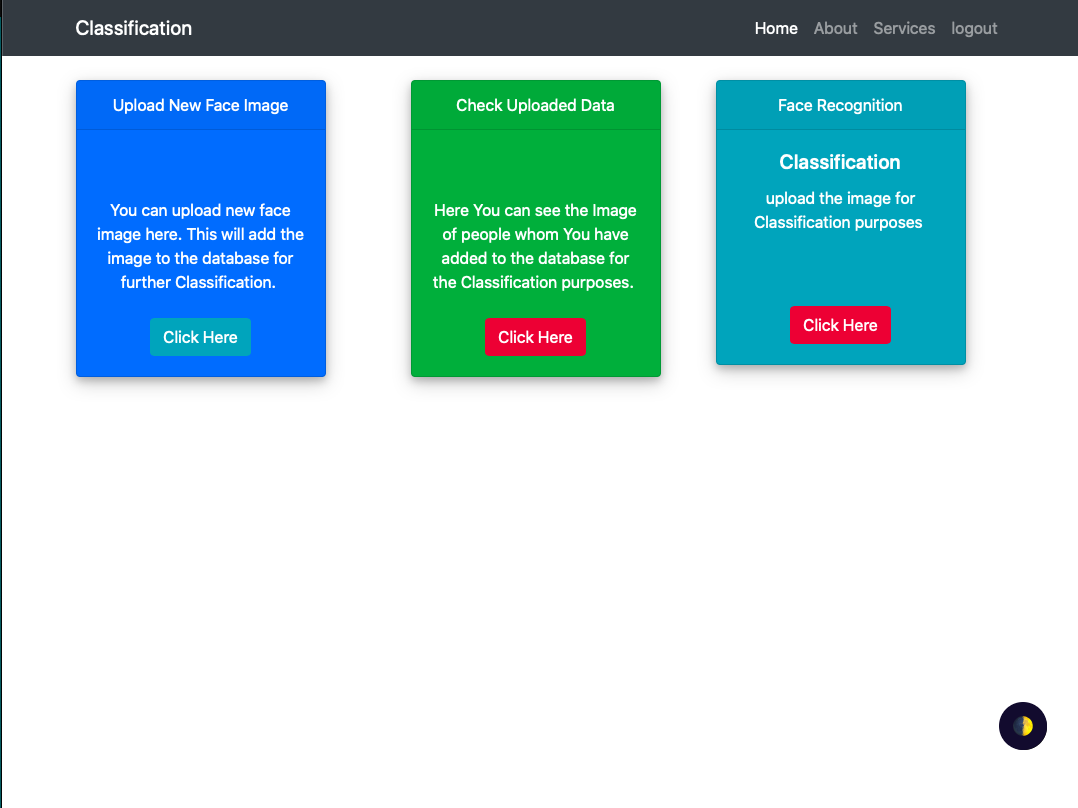 Classification
Home About Services logout
Upload New Face Image
You can upload new face
image here. This will add the
image to the database for
further Classification.
Click Here
Check Uploaded Data
Here You can see the Image
of people whom You have
added to the database for
the Classification purposes.
Click Here
Face Recognition
Classification
upload the image for
Classification purposes
Click Here